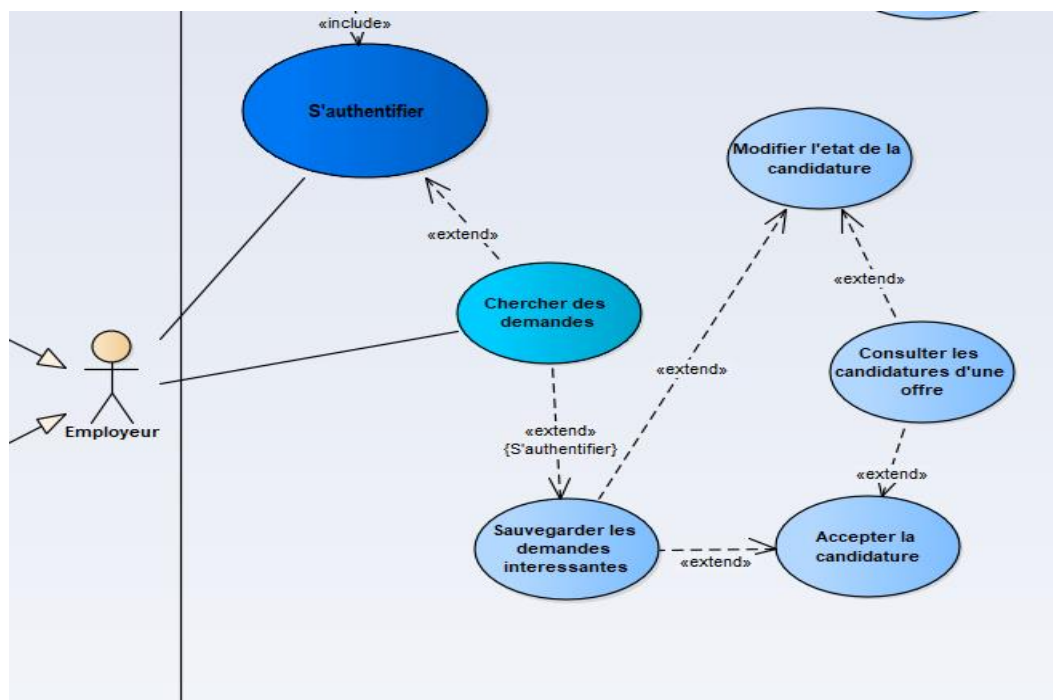 «include»
S'authentifier
Modifier l'etat de la
candidature
«extend»
«extend»
Chercher des
demandes
Consulter les
candidatures d'une
offre
«extend»
Employeur
«extend»
{S'authentifier}
«extend»
Sauvegarder les
demandes
interessantes
«extend»
Accepter la
candidature